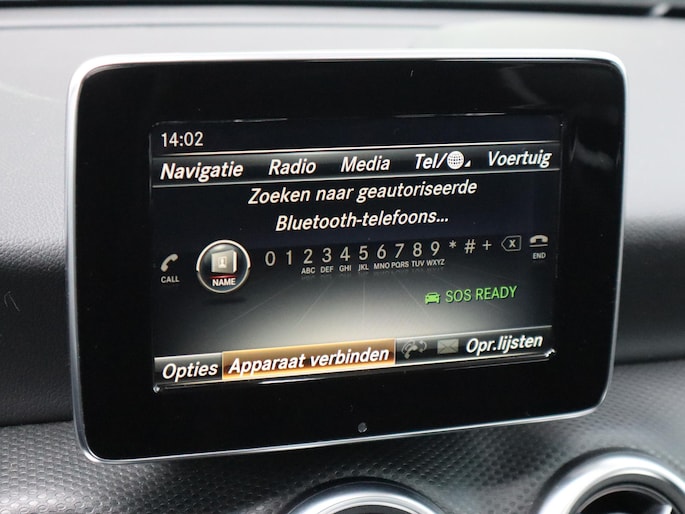 14:02
Navigatie Radio Media Tel/ Voertuig
Zoeken naar geautoriseerde
Bluetooth-telefoons...
0 1 2 3 4 5 6 7 8 9 * # +
ABC DEF GHI JKL MNO PQRS TUV WXYZ
CALL NAME END
SOS READY
Opties Apparaat verbinden Opr.lijsten